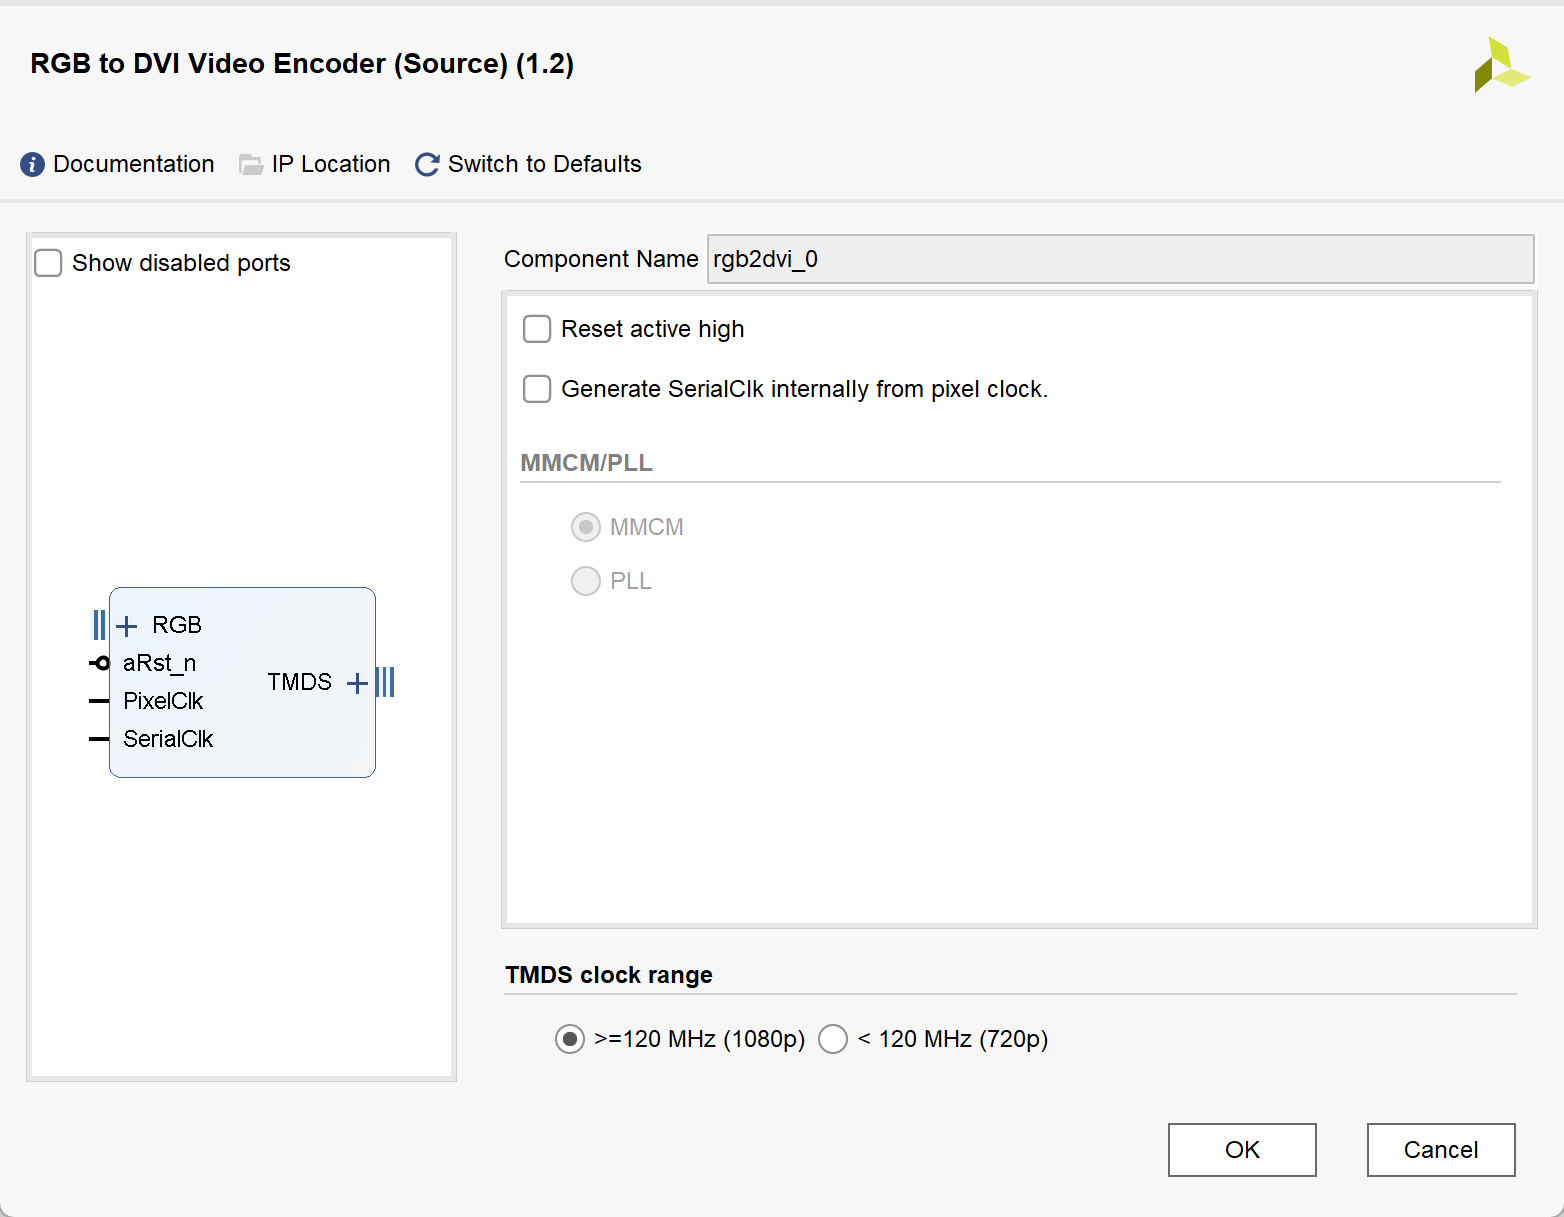 RGB to DVI Video Encoder (Source) (1.2)
Documentation IP Location Switch to Defaults
Show disabled ports
RGB
aRst_n
PixelClk
SerialClk
TMDS
Component Name rgb2dvi_0
Reset active high
Generate SerialClk internally from pixel clock.
MMCM/PLL
MMCM
PLL
TMDS clock range
>=120 MHz (1080p) < 120 MHz (720p)
OK Cancel